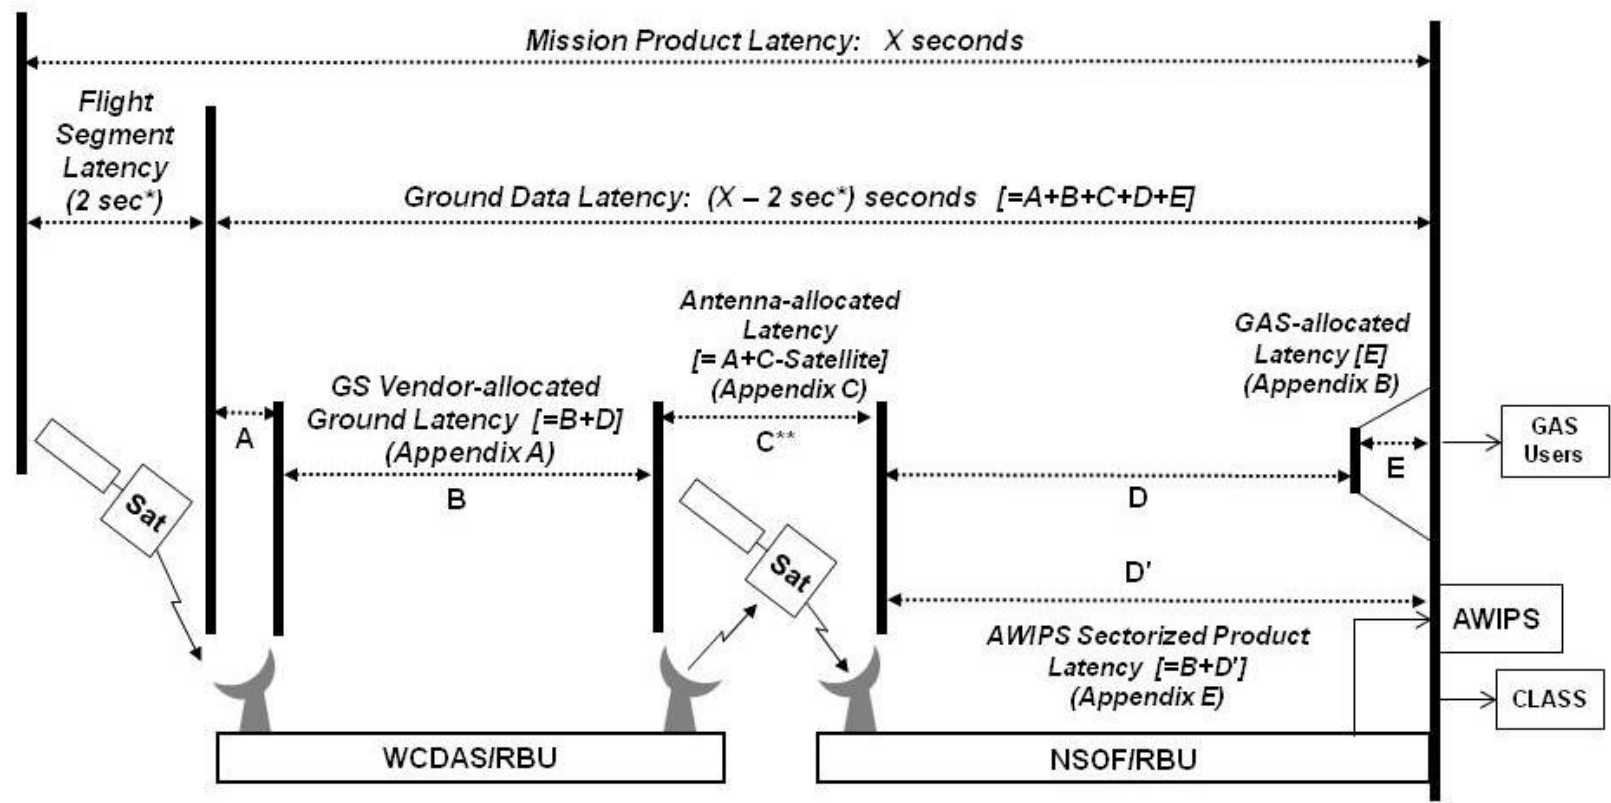 Mission Product Latency: X seconds
Flight
Segment
Latency
(2 sec*)
Ground Data Latency: (X – 2 sec*) seconds [=A+B+C+D+E]
Antenna-allocated
Latency
[= A+C-Satellite]
(Appendix C)
GAS-allocated
Latency [E]
(Appendix B)
GS Vendor-allocated
Ground Latency [=B+D]
(Appendix A)
A
B
C**
D
E
GAS
Users
Sat
Sat
D'
AWIPS Sectorized Product
Latency [=B+D']
(Appendix E)
AWIPS
CLASS
WCDAS/RBU
NSOF/RBU